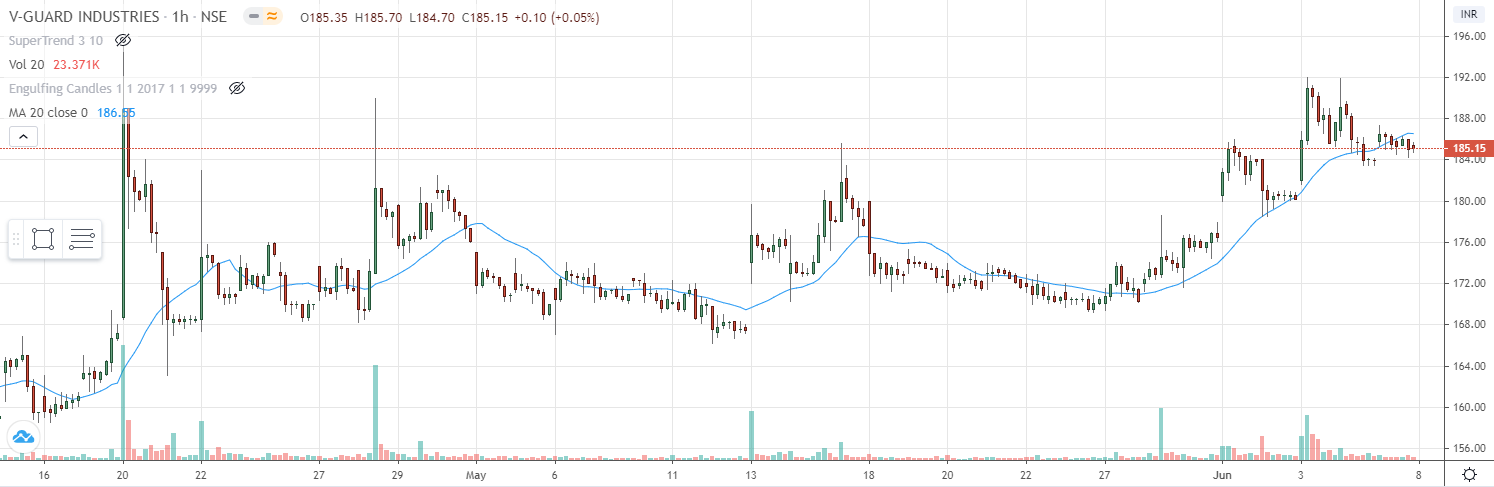 V-GUARD INDUSTRIES · 1h · NSE O185.35 H185.70 L184.70 C185.15 +0.10 (+0.05%)
INR
SuperTrend 3 10
Vol 20 23.371K
Engulfing Candles 1 1 2017 1 1 9999
MA 20 close 0 186.55
196.00
192.00
188.00
185.15
184.00
180.00
176.00
172.00
168.00
164.00
160.00
156.00
16 20 22 27 29 May 6 11 13 18 20 22 27 Jun 3 8